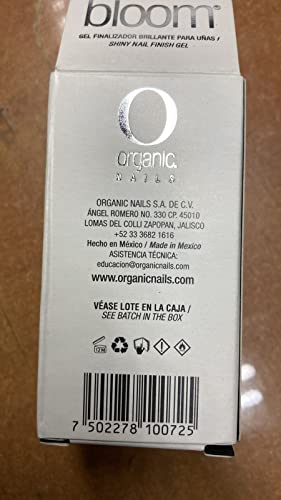 bloom®
GEL FINALIZADOR BRILLANTE PARA UÑAS /
SHINY NAIL FINISH GEL
O
organic.
NAILS
ORGANIC NAILS S.A. DE C.V.
ÁNGEL ROMERO NO. 330 CP. 45010
LOMAS DEL COLLI ZAPOPAN, JALISCO
+52 33 3682 1616
Hecho en México / Made in Mexico
ASISTENCIA TÉCNICA:
educacion@organicnails.com
www.organicnails.com
VÉASE LOTE EN LA CAJA /
SEE BATCH IN THE BOX
12M
7 502278 100725